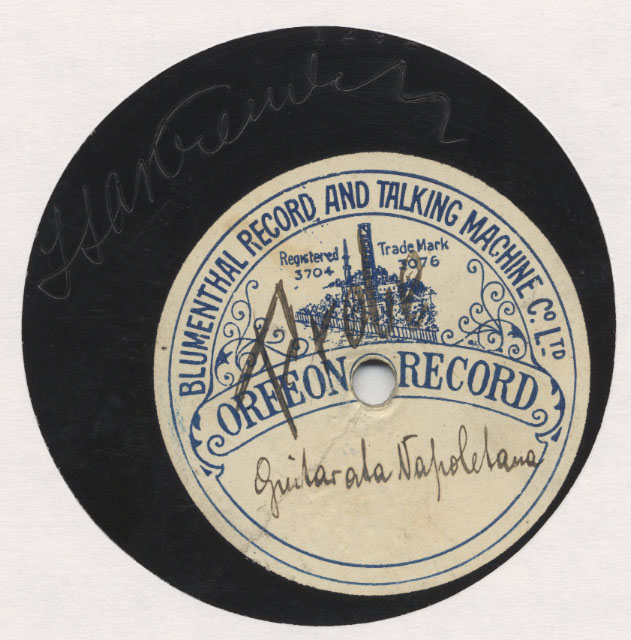 BLUMENTHAL RECORD AND TALKING MACHINE Cº LTD
Registered
3704
Trade Mark
3076
ORFEON RECORD
Guitarata Napoletana